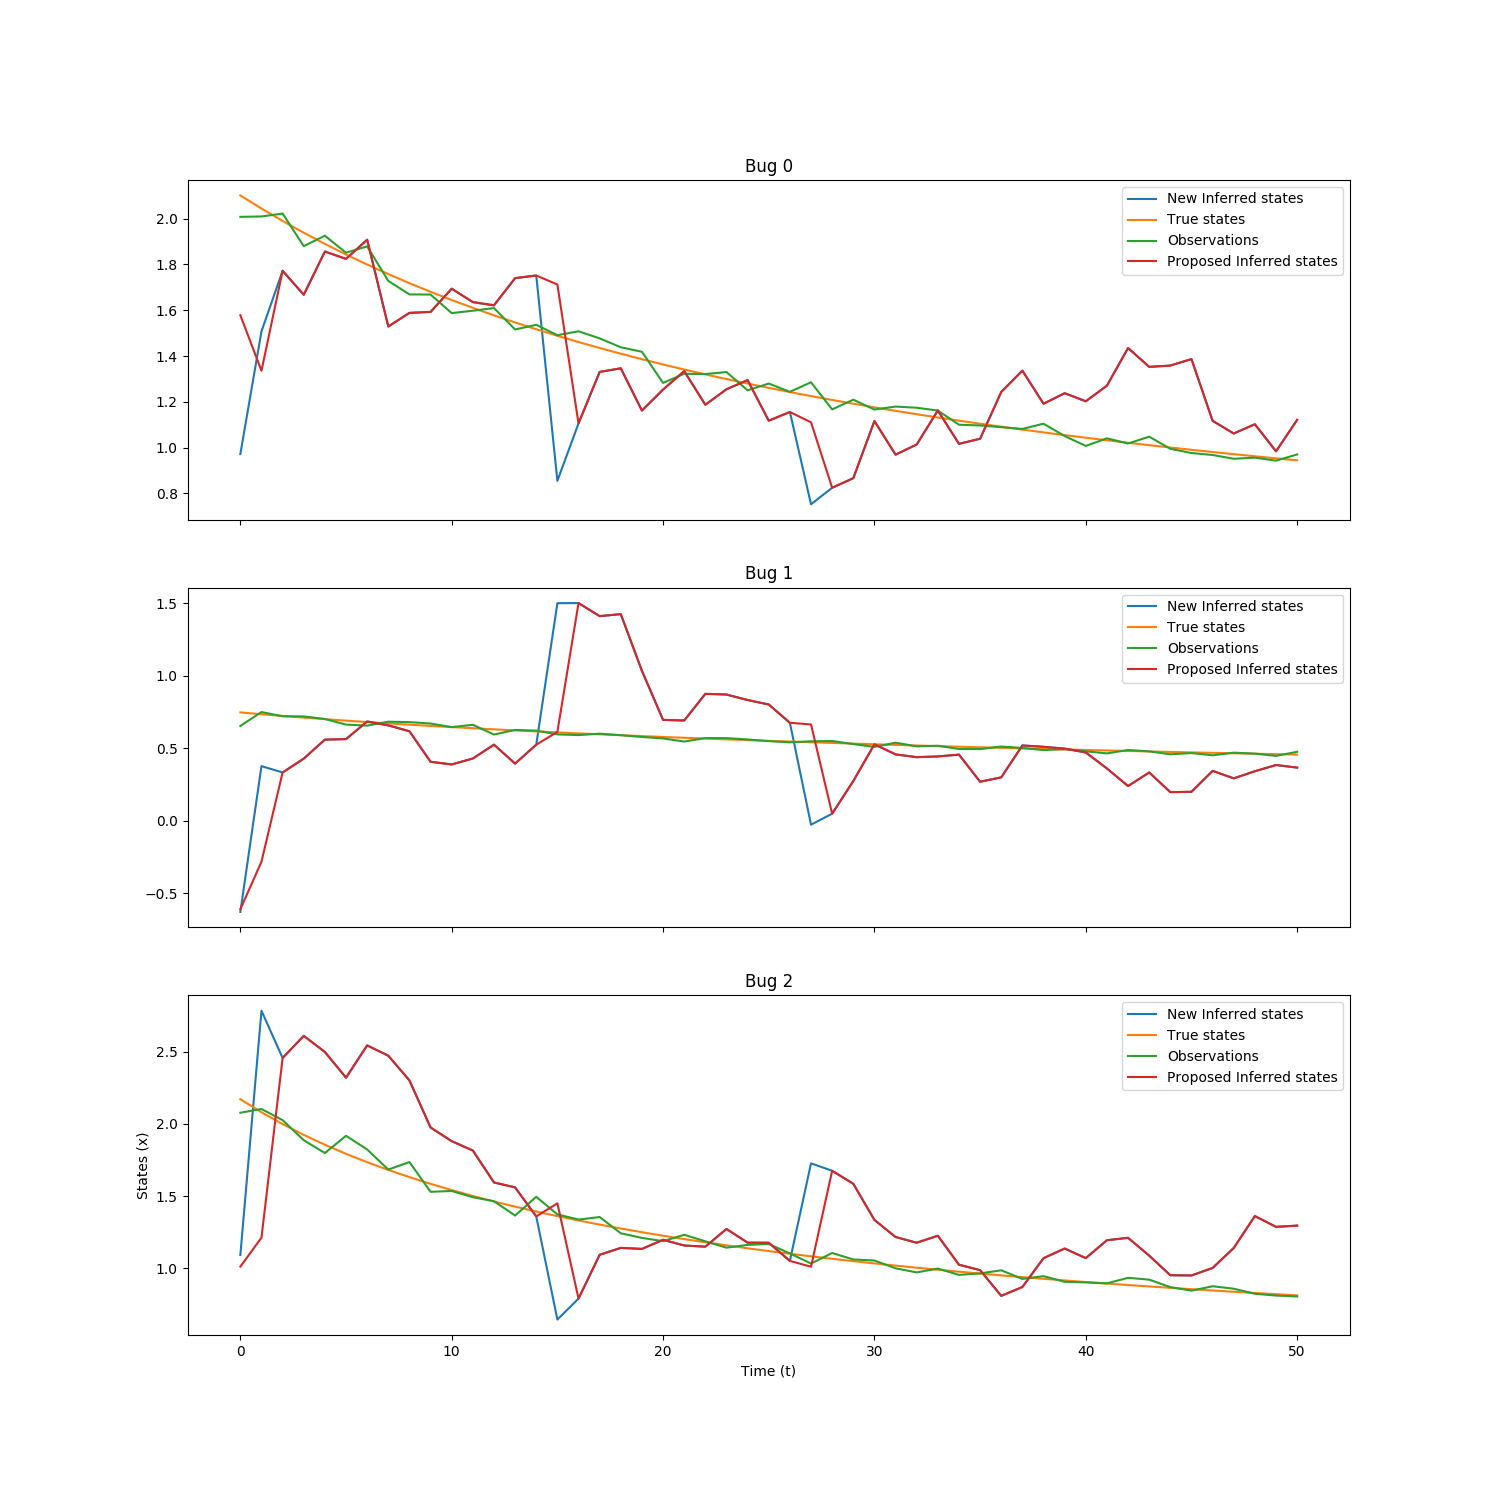 Bug 0
New Inferred states
True states
Observations
Proposed Inferred states
2.0
1.8
1.6
1.4
1.2
1.0
0.8
Bug 1
New Inferred states
True states
Observations
Proposed Inferred states
1.5
1.0
0.5
0.0
−0.5
Bug 2
New Inferred states
True states
Observations
Proposed Inferred states
2.5
2.0
1.5
1.0
States (x)
0 10 20 30 40 50
Time (t)